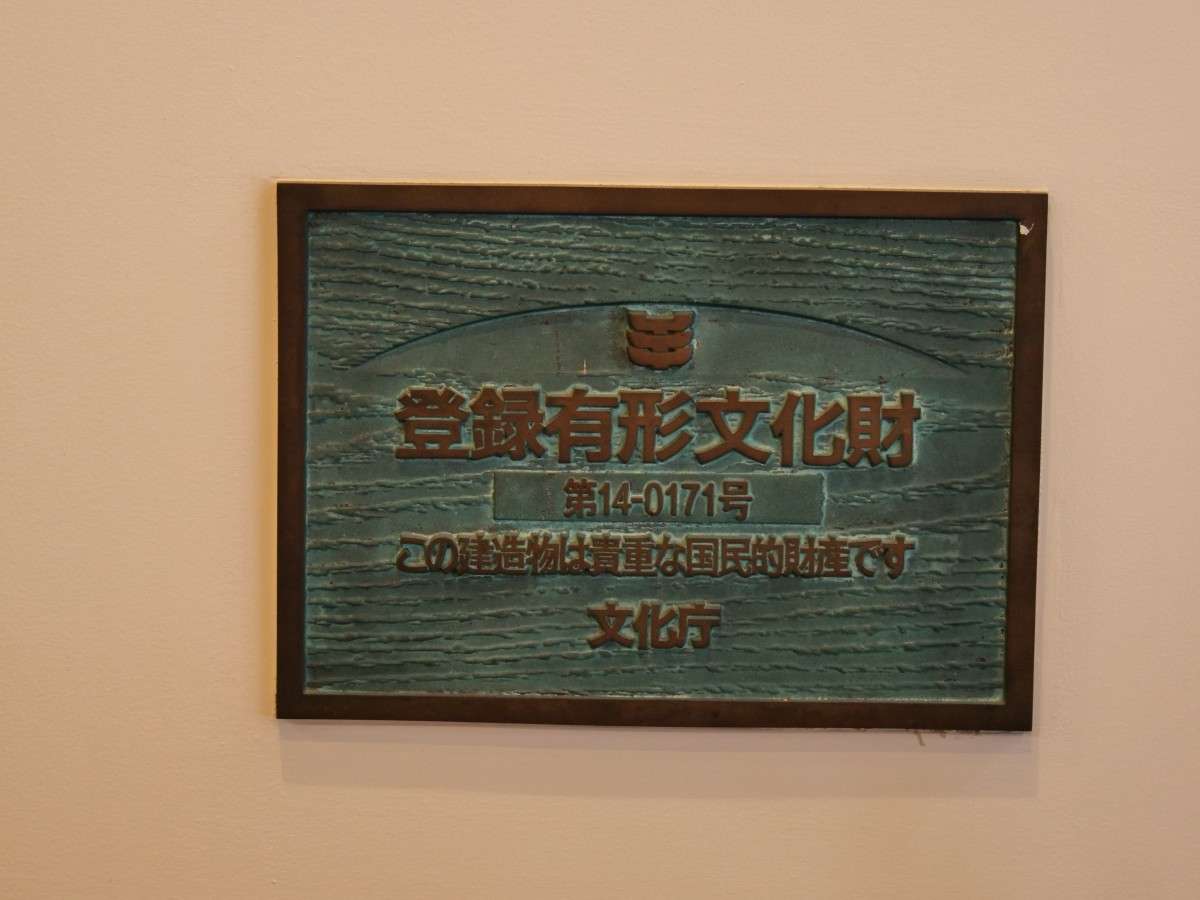 登録有形文化財
第14-0171号
この建造物は貴重な国民的財産です
文化庁